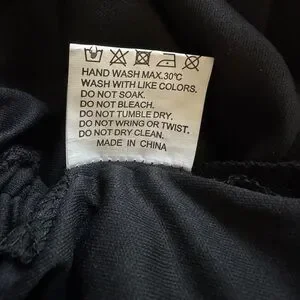 HAND WASH MAX.30°C
WASH WITH LIKE COLORS.
DO NOT SOAK.
DO NOT BLEACH.
DO NOT TUMBLE DRY.
DO NOT WRING OR TWIST.
DO NOT DRY CLEAN.
MADE IN CHINA